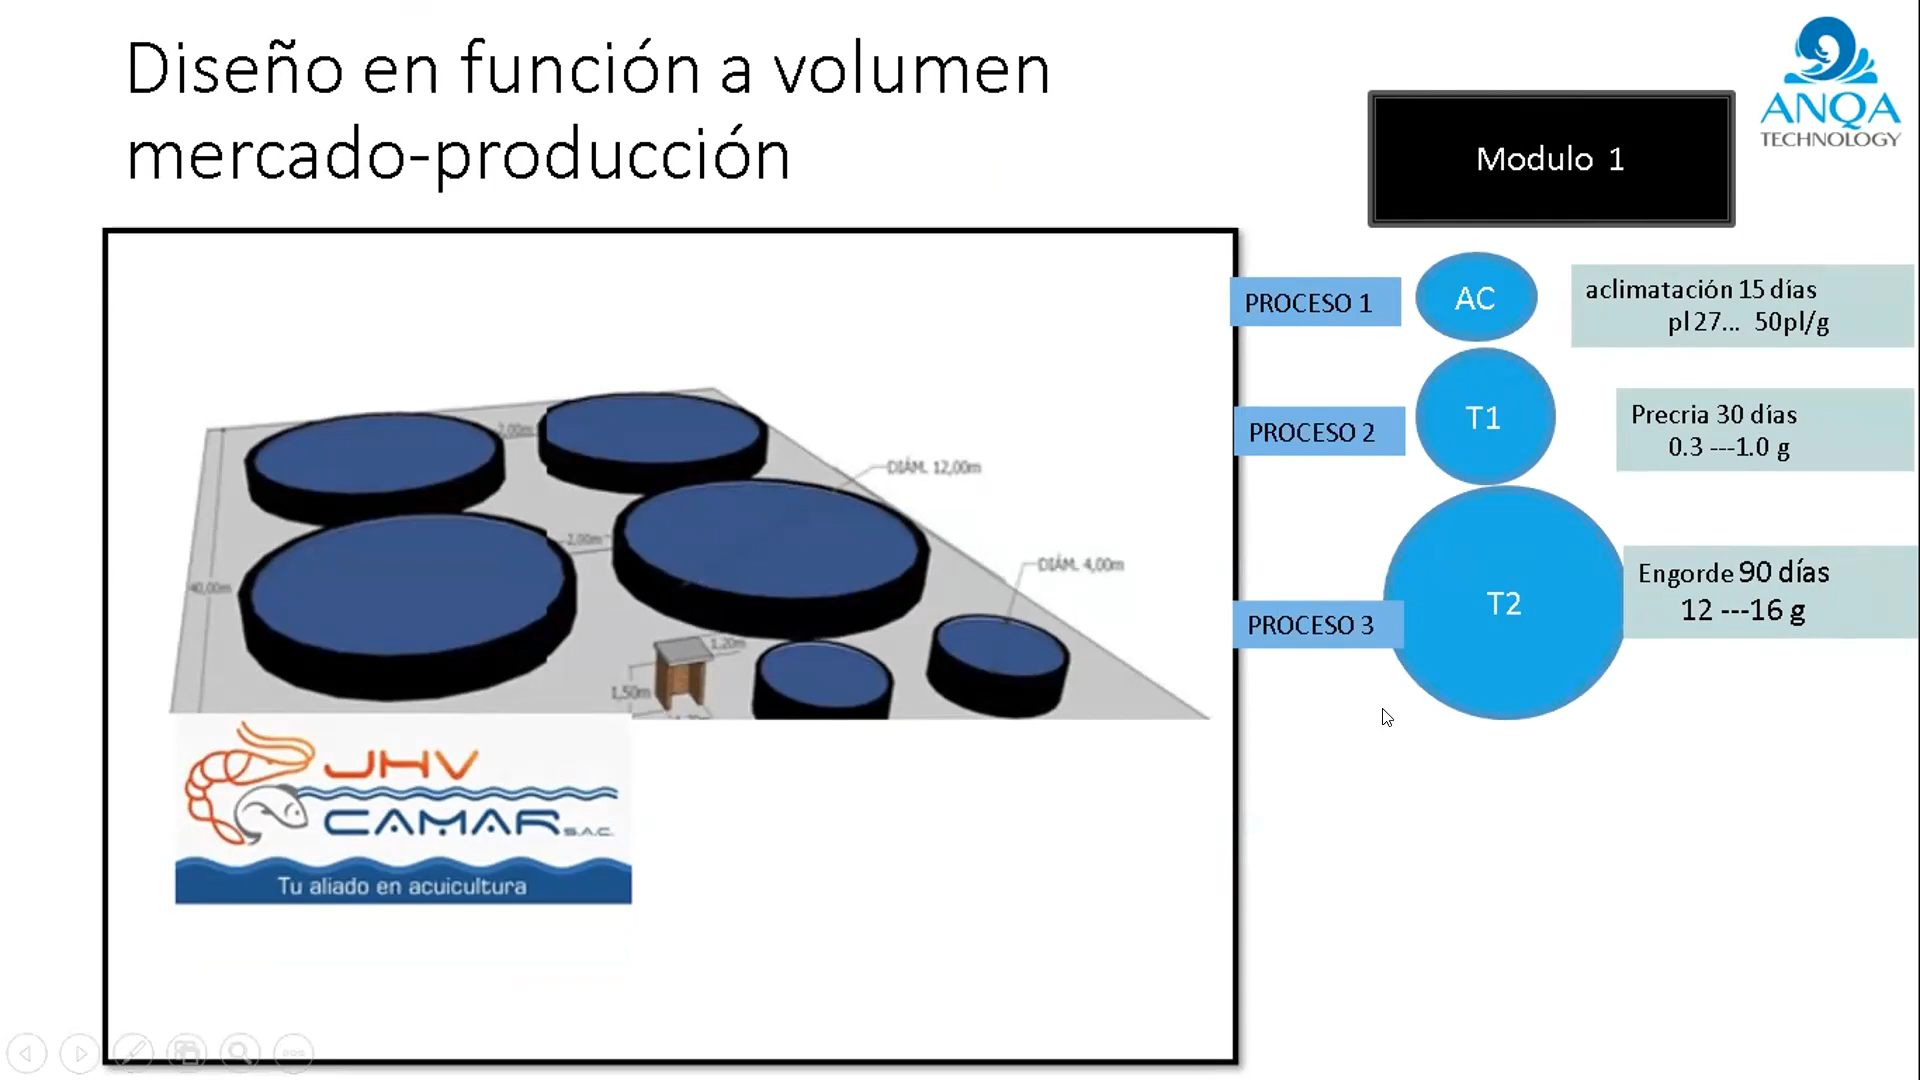 Diseño en función a volumen
mercado-producción
ANQA
TECHNOLOGY
Modulo 1
PROCESO 1
AC
aclimatación 15 días
pl 27... 50pl/g
PROCESO 2
T1
Precria 30 días
0.3 ---1.0 g
PROCESO 3
T2
Engorde 90 días
12 ---16 g
2,00m
DIÁM. 12,00m
2,00m
DIÁM. 4,00m
40,00m
1,20m
1,50m
JHV
CAMAR S.A.C.
Tu aliado en acuicultura